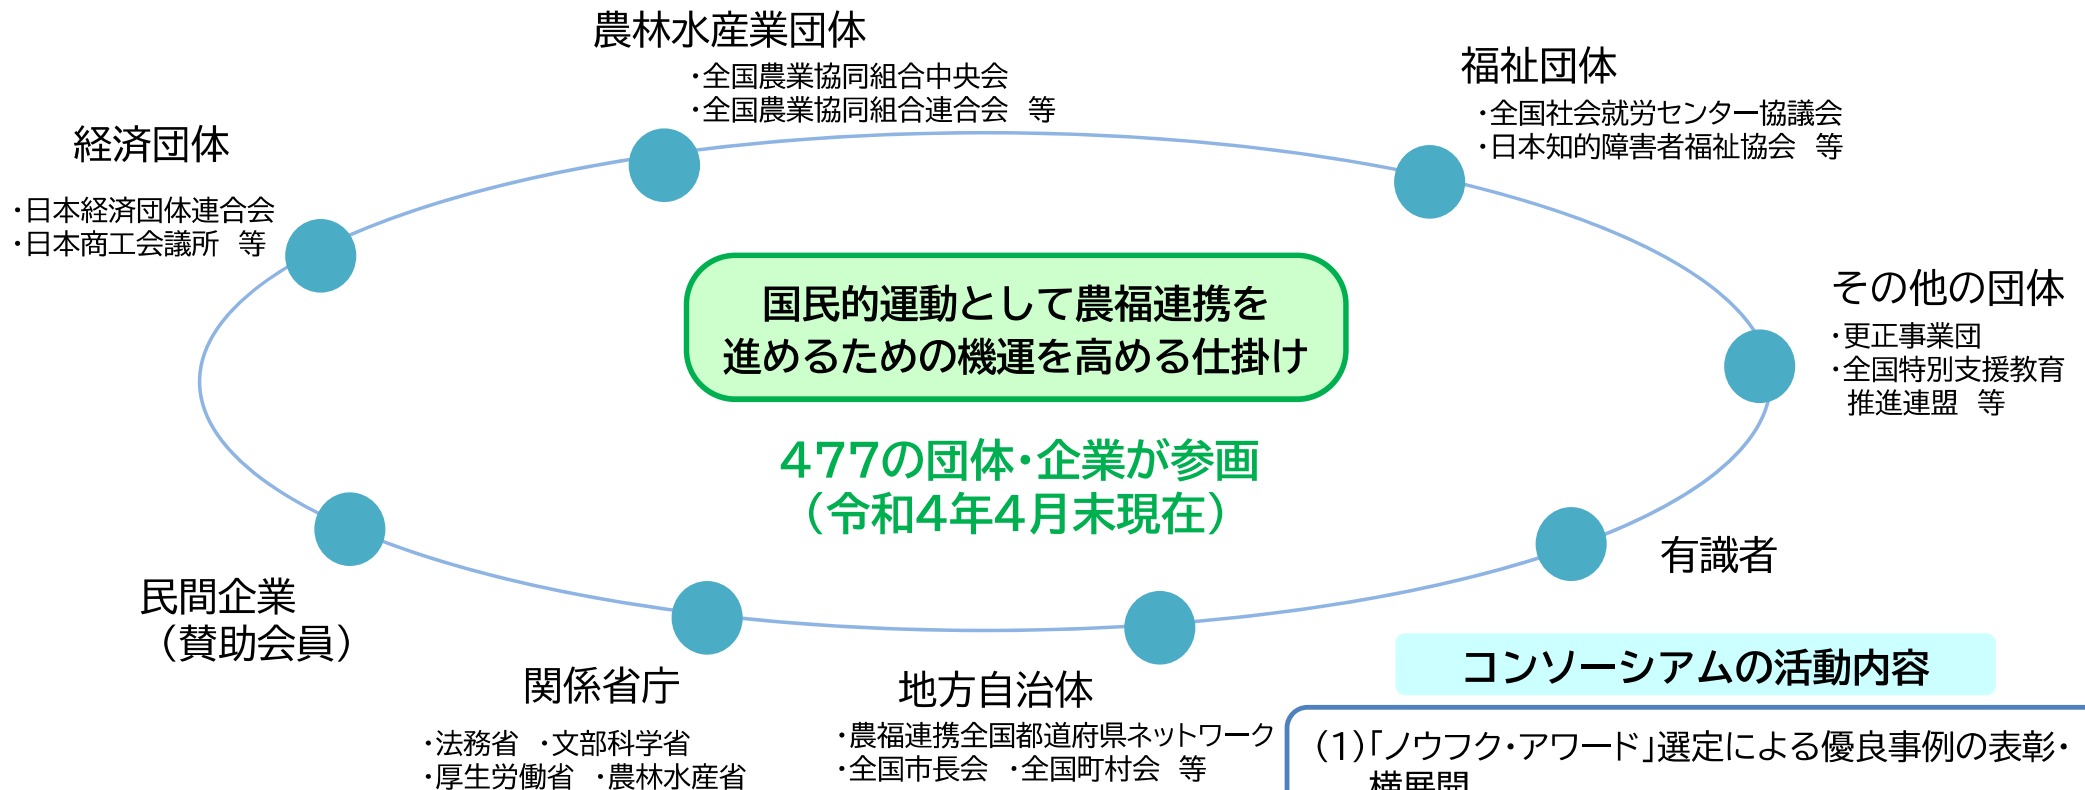 農林水産業団体
・全国農業協同組合中央会
・全国農業協同組合連合会　等
福祉団体
・全国社会就労センター協議会
・日本知的障害者福祉協会　等
経済団体
・日本経済団体連合会
・日本商工会議所　等
国民的運動として農福連携を
進めるための機運を高める仕掛け
その他の団体
・更正事業団
・全国特別支援教育
推進連盟　等
477の団体・企業が参画
（令和4年4月末現在）
有識者
民間企業
（賛助会員）
関係省庁
・法務省　・文部科学省
・厚生労働省　・農林水産省
地方自治体
・農福連携全国都道府県ネットワーク
・全国市長会　・全国町村会　等
コンソーシアムの活動内容
（1）「ノウフク・アワード」選定による優良事例の表彰・
横展開